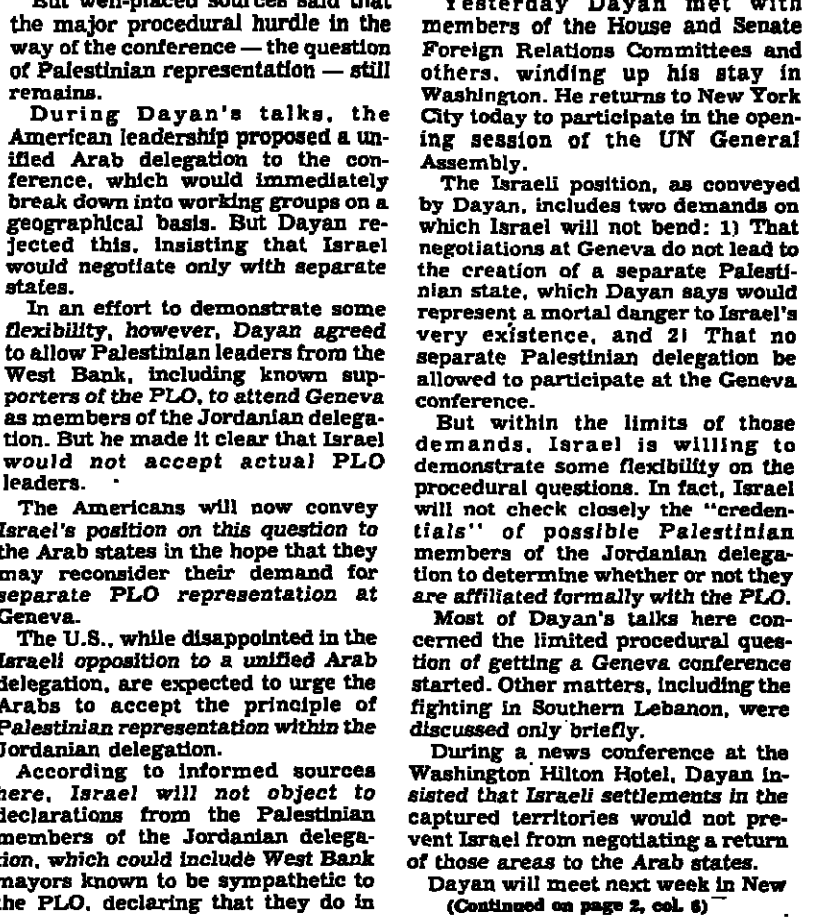 But well-placed sources said that
the major procedural hurdle in the
way of the conference — the question
of Palestinian representation — still
remains.
During Dayan's talks, the
American leadership proposed a un-
ified Arab delegation to the con-
ference, which would immediately
break down into working groups on a
geographical basis. But Dayan re-
jected this, insisting that Israel
would negotiate only with separate
states.
In an effort to demonstrate some
flexibility, however, Dayan agreed
to allow Palestinian leaders from the
West Bank, including known sup-
porters of the PLO, to attend Geneva
as members of the Jordanian delega-
tion. But he made it clear that Israel
would not accept actual PLO
leaders.
The Americans will now convey
Israel's position on this question to
the Arab states in the hope that they
may reconsider their demand for
separate PLO representation at
Geneva.
The U.S., while disappointed in the
Israeli opposition to a unified Arab
delegation, are expected to urge the
Arabs to accept the principle of
Palestinian representation within the
Jordanian delegation.
According to informed sources
here, Israel will not object to
declarations from the Palestinian
members of the Jordanian delega-
tion, which could include West Bank
mayors known to be sympathetic to
the PLO, declaring that they do in
Yesterday Dayan met with
members of the House and Senate
Foreign Relations Committees and
others, winding up his stay in
Washington. He returns to New York
City today to participate in the open-
ing session of the UN General
Assembly.
The Israeli position, as conveyed
by Dayan, includes two demands on
which Israel will not bend: 1) That
negotiations at Geneva do not lead to
the creation of a separate Palesti-
nian state, which Dayan says would
represent a mortal danger to Israel's
very existence, and 2) That no
separate Palestinian delegation be
allowed to participate at the Geneva
conference.
But within the limits of those
demands, Israel is willing to
demonstrate some flexibility on the
procedural questions. In fact, Israel
will not check closely the "creden-
tials" of possible Palestinian
members of the Jordanian delega-
tion to determine whether or not they
are affiliated formally with the PLO.
Most of Dayan's talks here con-
cerned the limited procedural ques-
tion of getting a Geneva conference
started. Other matters, including the
fighting in Southern Lebanon, were
discussed only briefly.
During a news conference at the
Washington Hilton Hotel, Dayan in-
sisted that Israeli settlements in the
captured territories would not pre-
vent Israel from negotiating a return
of those areas to the Arab states.
Dayan will meet next week in New
(Continued on page 2, col. 6)